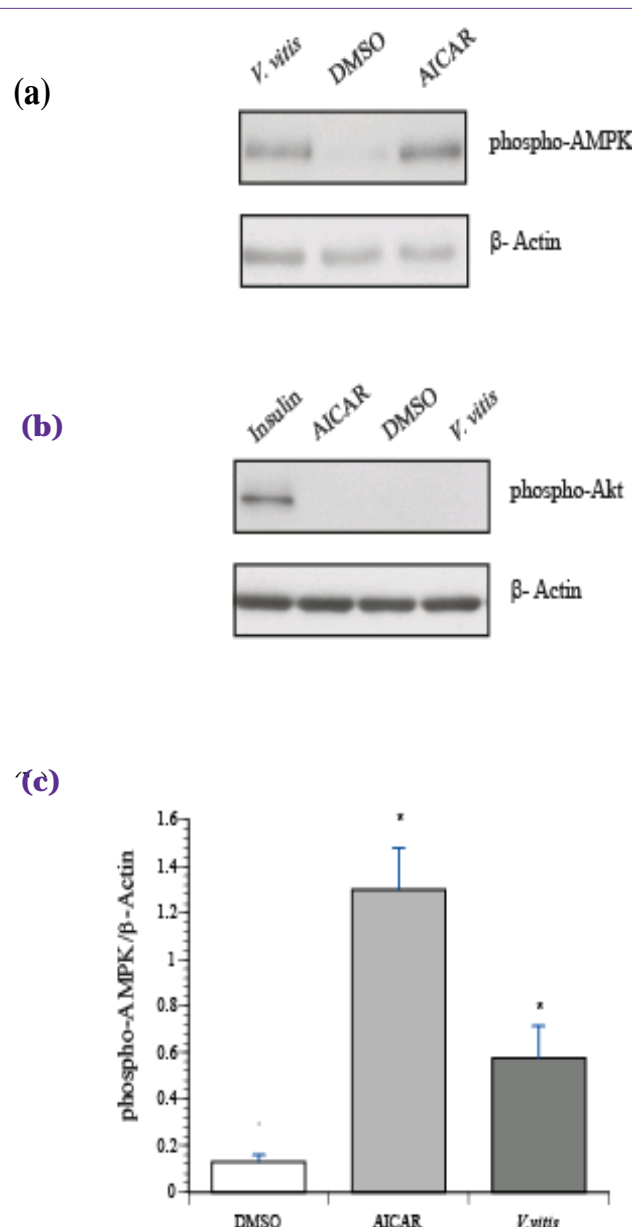 V. vitis DMSO AICAR
(a)
phospho-AMPK
β- Actin
Insulin AICAR DMSO V. vitis
(b)
phospho-Akt
β- Actin
(c)
*
1.6
1.4
1.2
1
0.8
0.6
0.4
0.2
0
*
phospho-AMPK/β-Actin
DMSO AICAR V.vitis